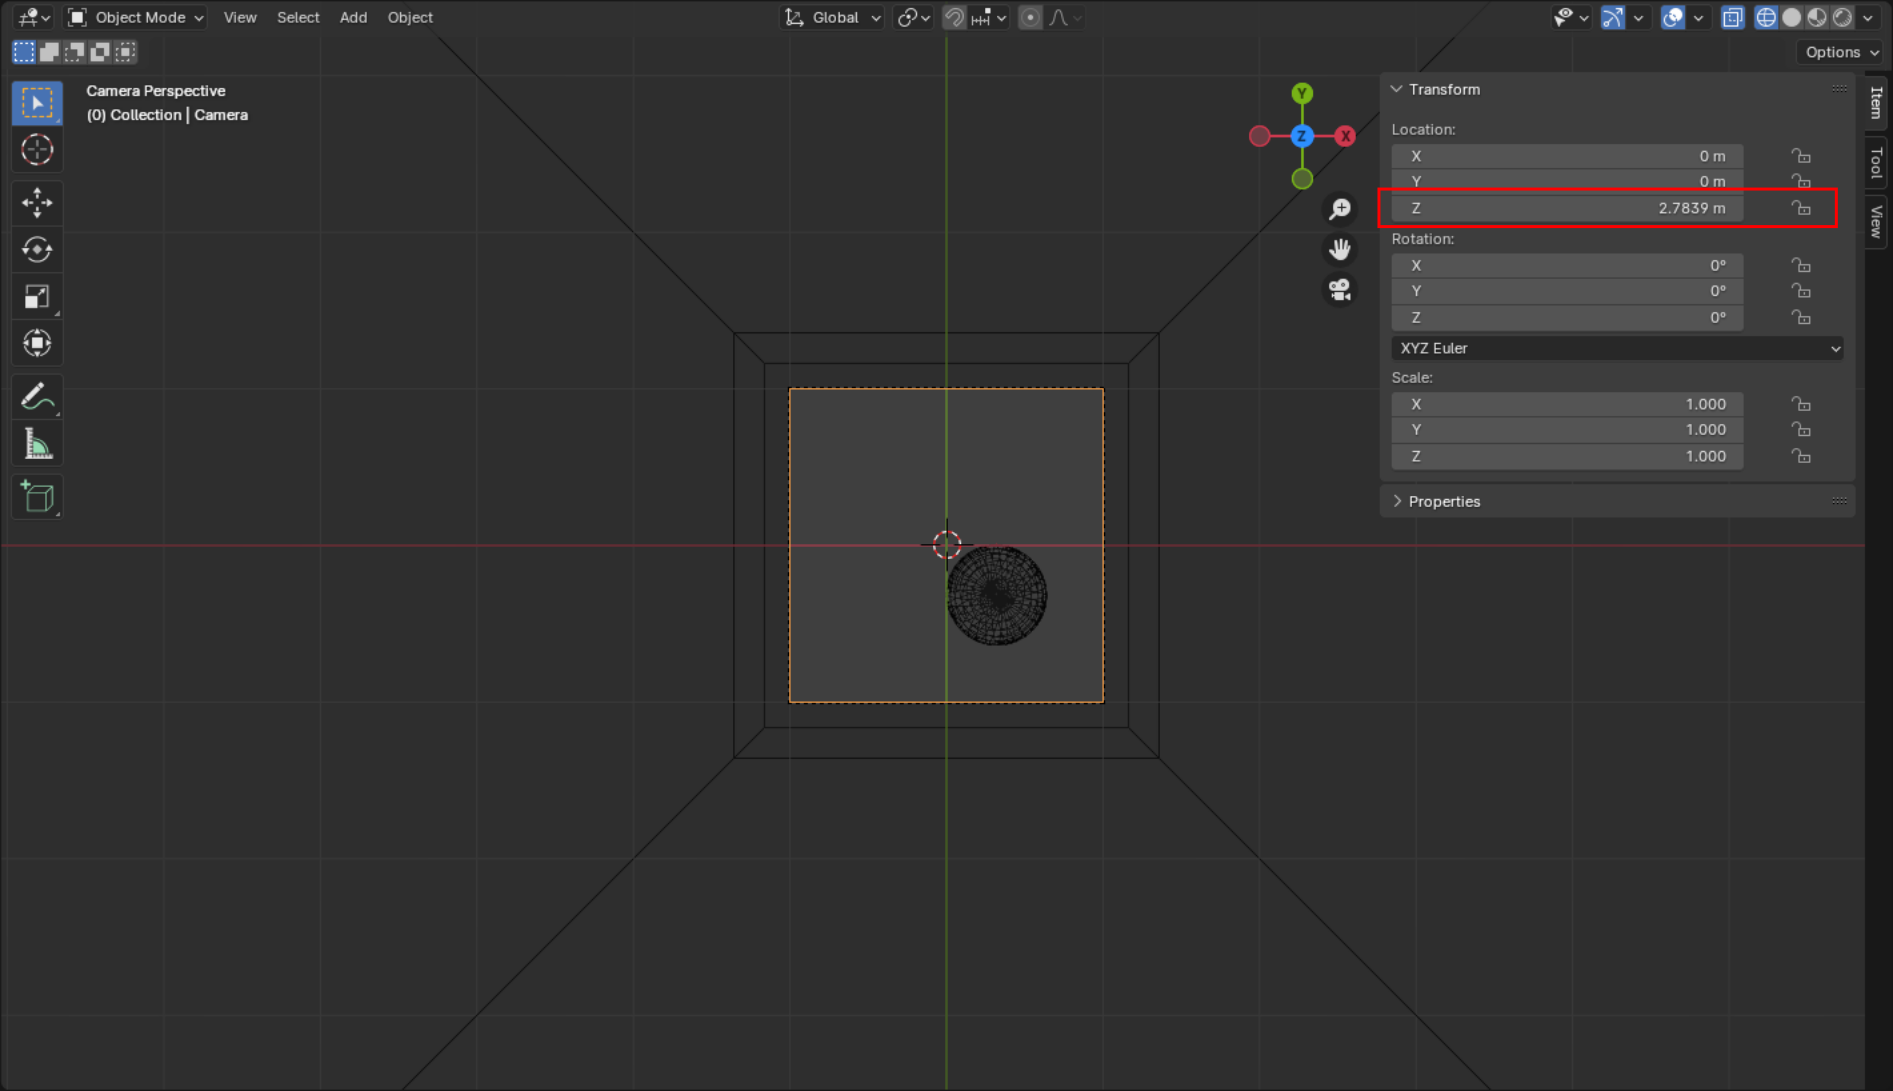 Object Mode View Select Add Object Global
Options
Camera Perspective
(0) Collection | Camera
Y
Z X
Transform
Location:
X 0 m
Y 0 m
Z 2.7839 m
Rotation:
X 0°
Y 0°
Z 0°
XYZ Euler
Scale:
X 1.000
Y 1.000
Z 1.000
Properties
Item
Tool
View